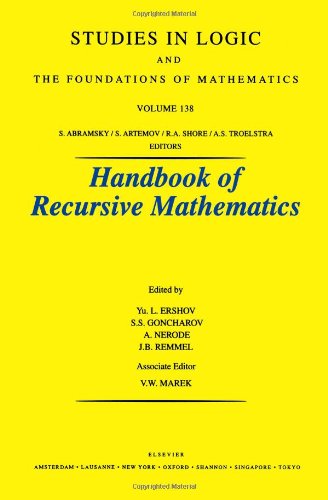 STUDIES IN LOGIC
AND
THE FOUNDATIONS OF MATHEMATICS
VOLUME 138
S. ABRAMSKY / S. ARTEMOV / R.A. SHORE / A.S. TROELSTRA
EDITORS
Handbook of
Recursive Mathematics
Edited by
Yu. L. ERSHOV
S.S. GONCHAROV
A. NERODE
J.B. REMMEL
Associate Editor
V.W. MAREK
ELSEVIER
AMSTERDAM • LAUSANNE • NEW YORK • OXFORD • SHANNON • SINGAPORE • TOKYO
Copyrighted Material